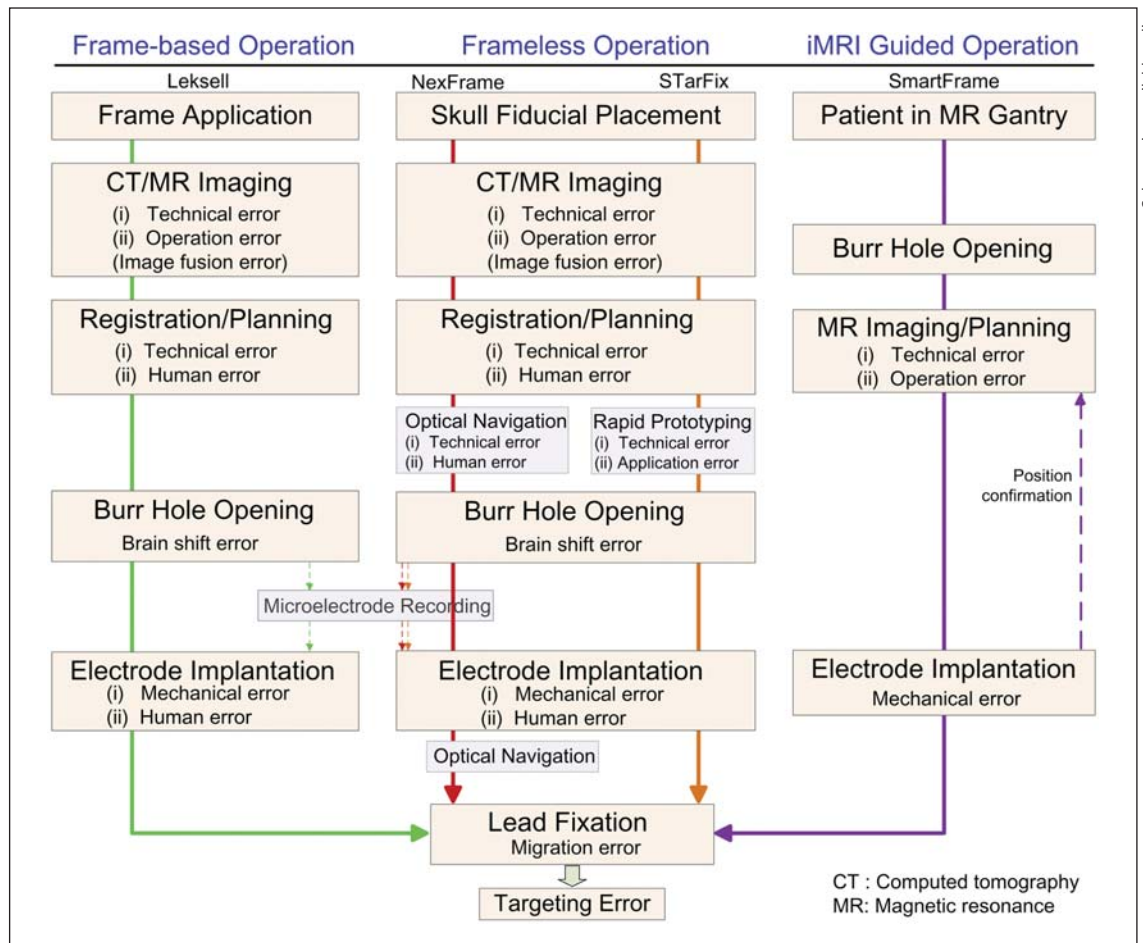 Frame-based Operation
Frameless Operation
iMRI Guided Operation
Leksell
NexFrame
STarFix
SmartFrame
Frame Application
CT/MR Imaging
(i) Technical error
(ii) Operation error
(Image fusion error)
Registration/Planning
(i) Technical error
(ii) Human error
Burr Hole Opening
Brain shift error
Microelectrode Recording
Electrode Implantation
(i) Mechanical error
(ii) Human error
Skull Fiducial Placement
CT/MR Imaging
(i) Technical error
(ii) Operation error
(Image fusion error)
Registration/Planning
(i) Technical error
(ii) Human error
Optical Navigation
(i) Technical error
(ii) Human error
Rapid Prototyping
(i) Technical error
(ii) Application error
Burr Hole Opening
Brain shift error
Electrode Implantation
(i) Mechanical error
(ii) Human error
Optical Navigation
Patient in MR Gantry
Burr Hole Opening
MR Imaging/Planning
(i) Technical error
(ii) Operation error
Position
confirmation
Electrode Implantation
Mechanical error
Lead Fixation
Migration error
Targeting Error
CT : Computed tomography
MR: Magnetic resonance